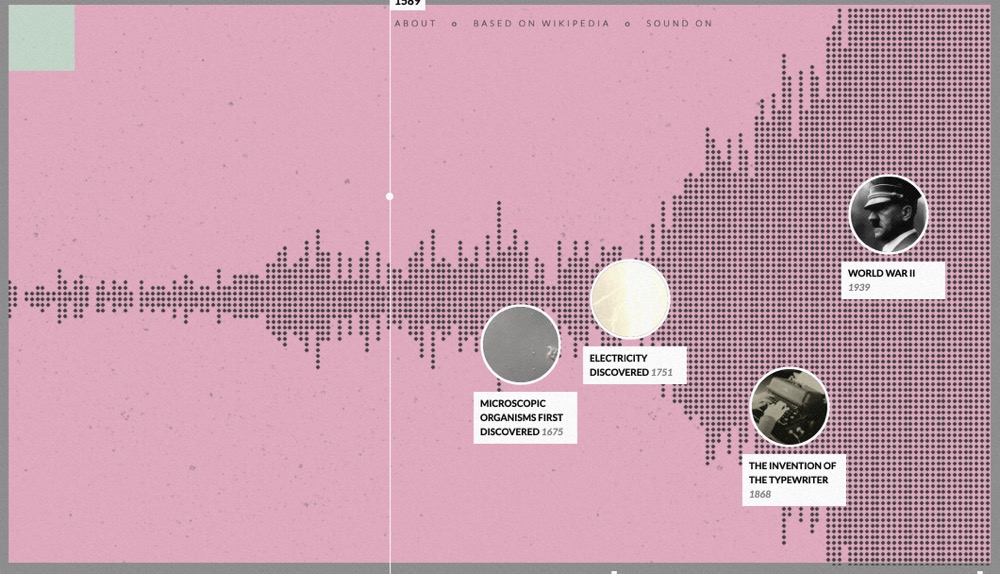 1589
ABOUT BASED ON WIKIPEDIA SOUND ON
WORLD WAR II
1939
ELECTRICITY
DISCOVERED 1751
MICROSCOPIC
ORGANISMS FIRST
DISCOVERED 1675
THE INVENTION OF
THE TYPEWRITER
1868